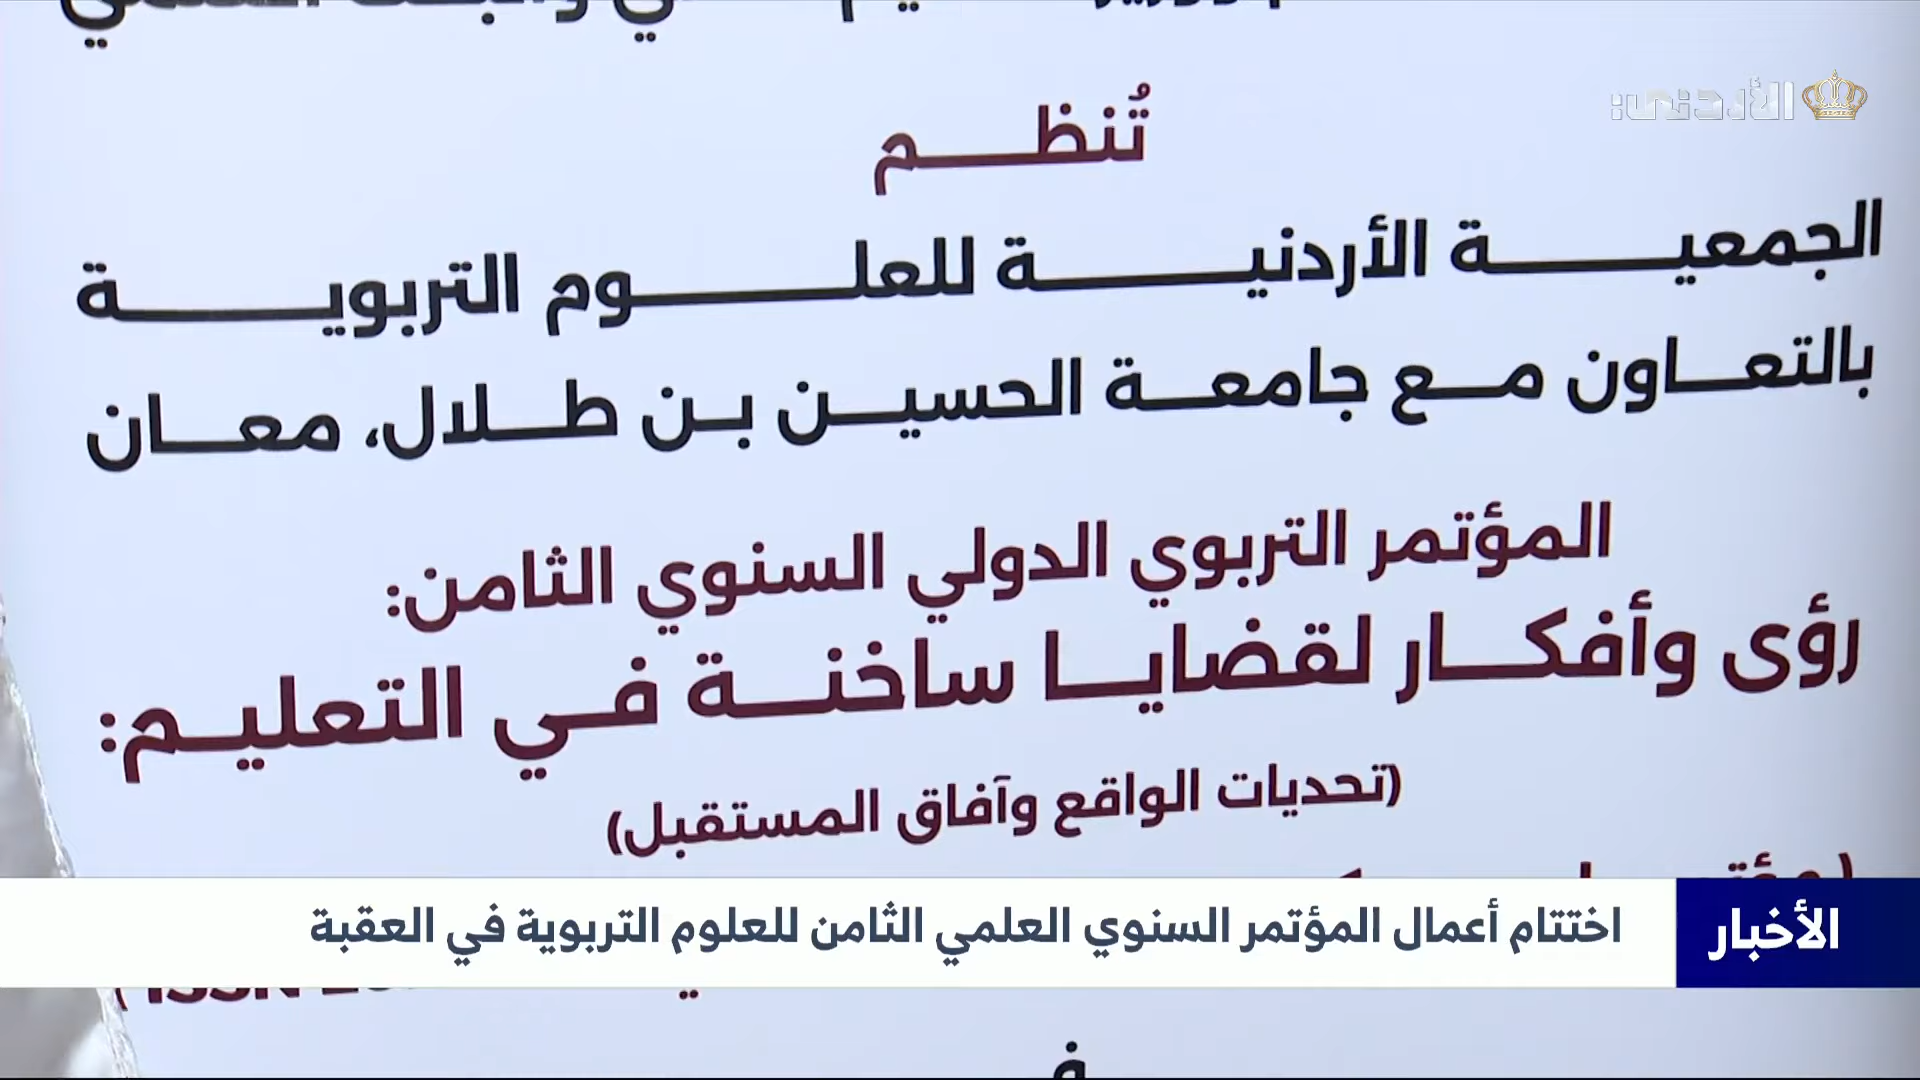 الأردني:
تُنظم
الجمعية الأردنية للعلوم التربوية
بالتعاون مع جامعة الحسين بن طلال، معان
المؤتمر التربوي الدولي السنوي الثامن:
رؤى وأفكار لقضايا ساخنة في التعليم:
(تحديات الواقع وآفاق المستقبل)
الأخبار
اختتام أعمال المؤتمر السنوي العلمي الثامن للعلوم التربوية في العقبة
في